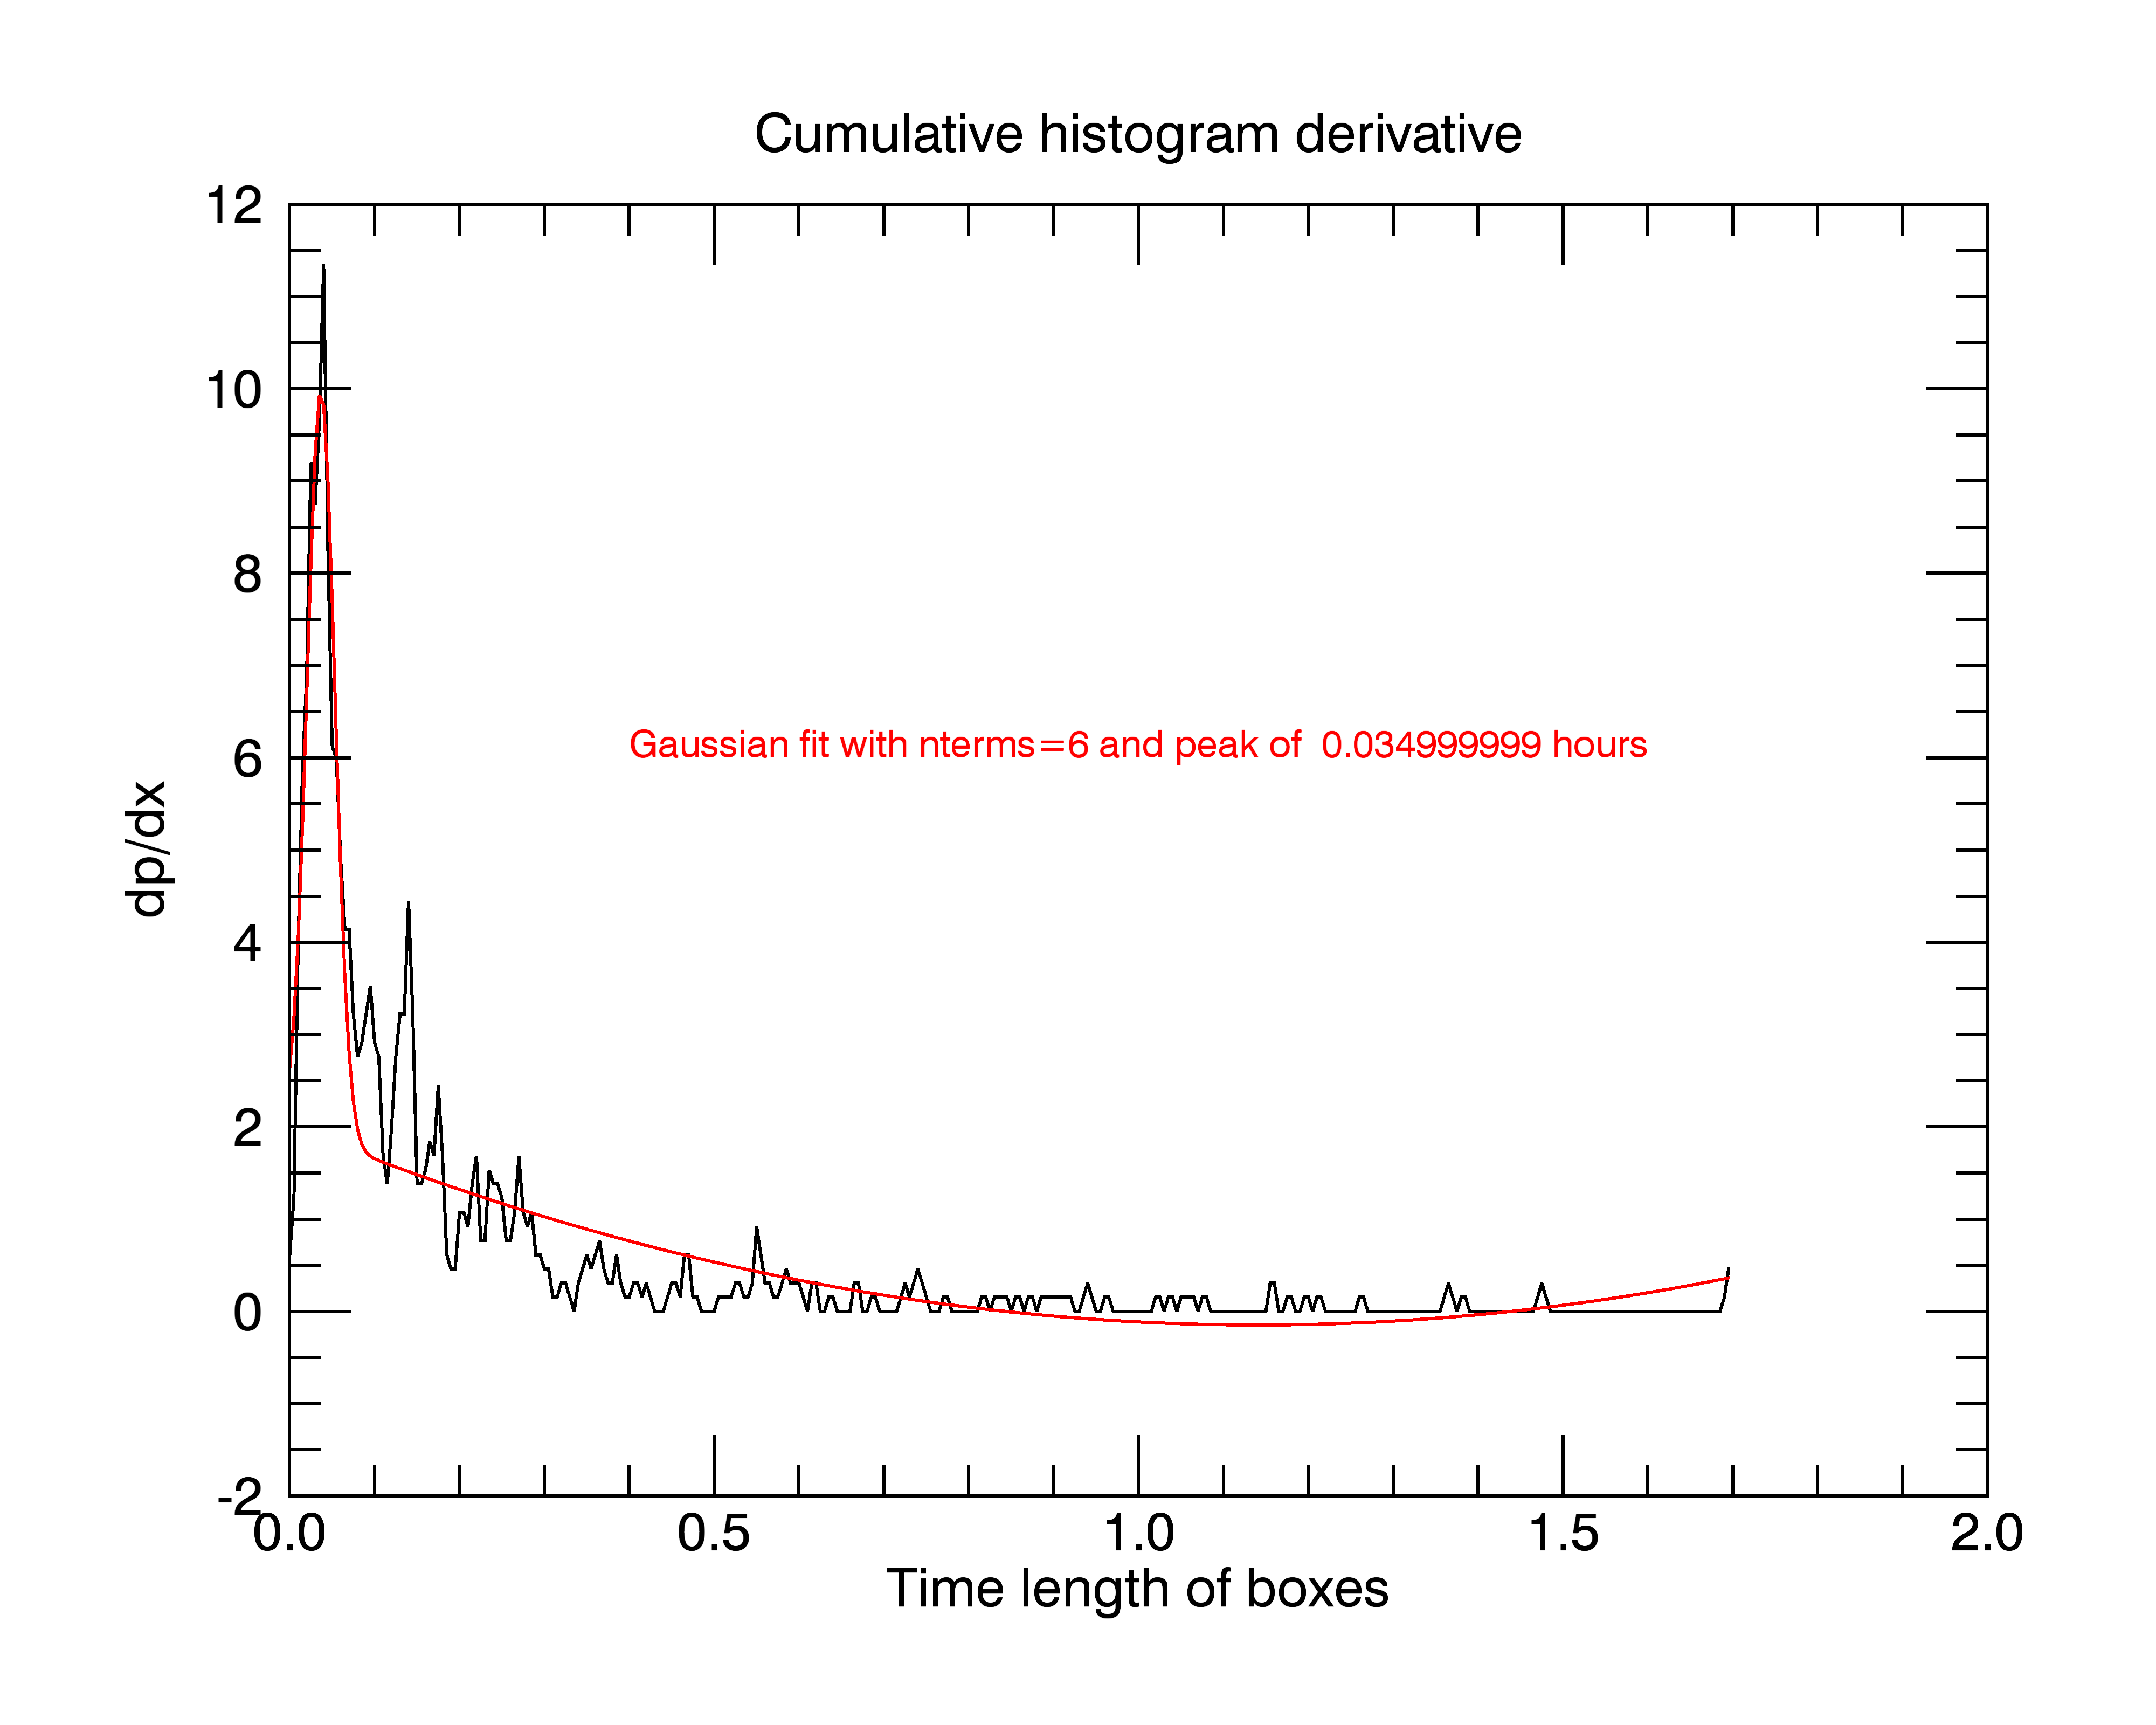 Cumulative histogram derivative
12
10
8
6
4
2
0
-2
dp/dx
Gaussian fit with nterms=6 and peak of  0.034999999 hours
0.0 0.5 1.0 1.5 2.0
Time length of boxes